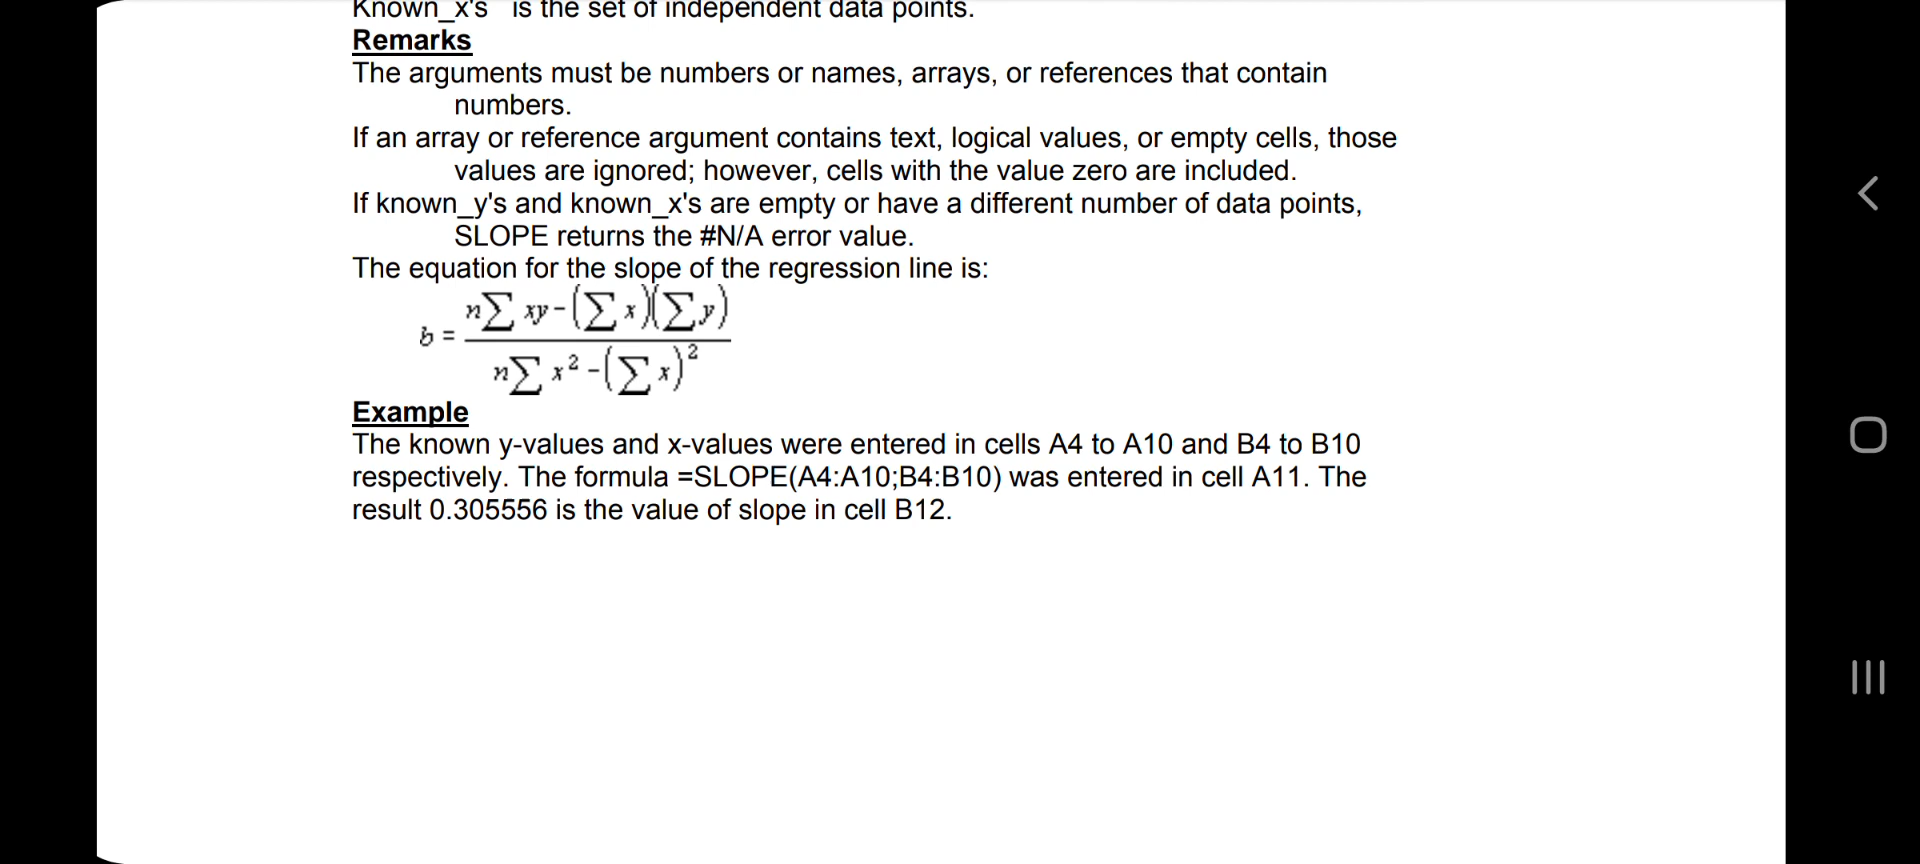 Known_x's is the set of independent data points.
Remarks
The arguments must be numbers or names, arrays, or references that contain
numbers.
If an array or reference argument contains text, logical values, or empty cells, those
values are ignored; however, cells with the value zero are included.
If known_y's and known_x's are empty or have a different number of data points,
SLOPE returns the #N/A error value.
The equation for the slope of the regression line is:
b = (n∑xy-(∑x)(∑y)) / (n∑x²-(∑x)²)
Example
The known y-values and x-values were entered in cells A4 to A10 and B4 to B10
respectively. The formula =SLOPE(A4:A10;B4:B10) was entered in cell A11. The
result 0.305556 is the value of slope in cell B12.